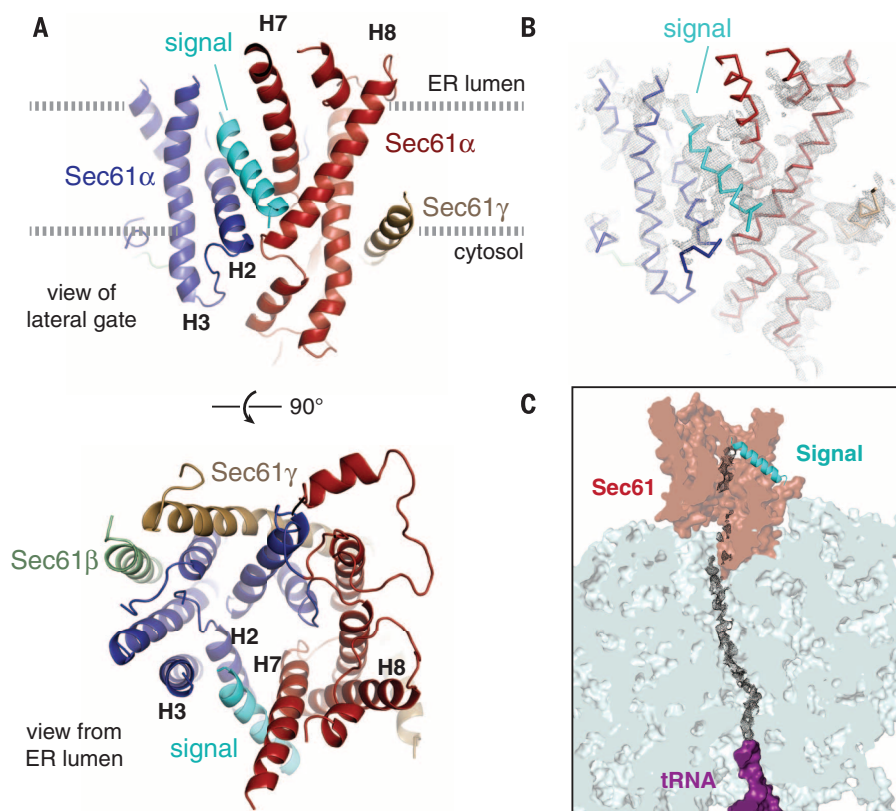 A
H7
H8
signal
ER lumen
Sec61α
Sec61α
Sec61γ
cytosol
H2
view of
lateral gate
H3
B
signal
90°
C
Sec61γ
Sec61β
H2
H7
H8
H3
view from
ER lumen
signal
Signal
Sec61
tRNA